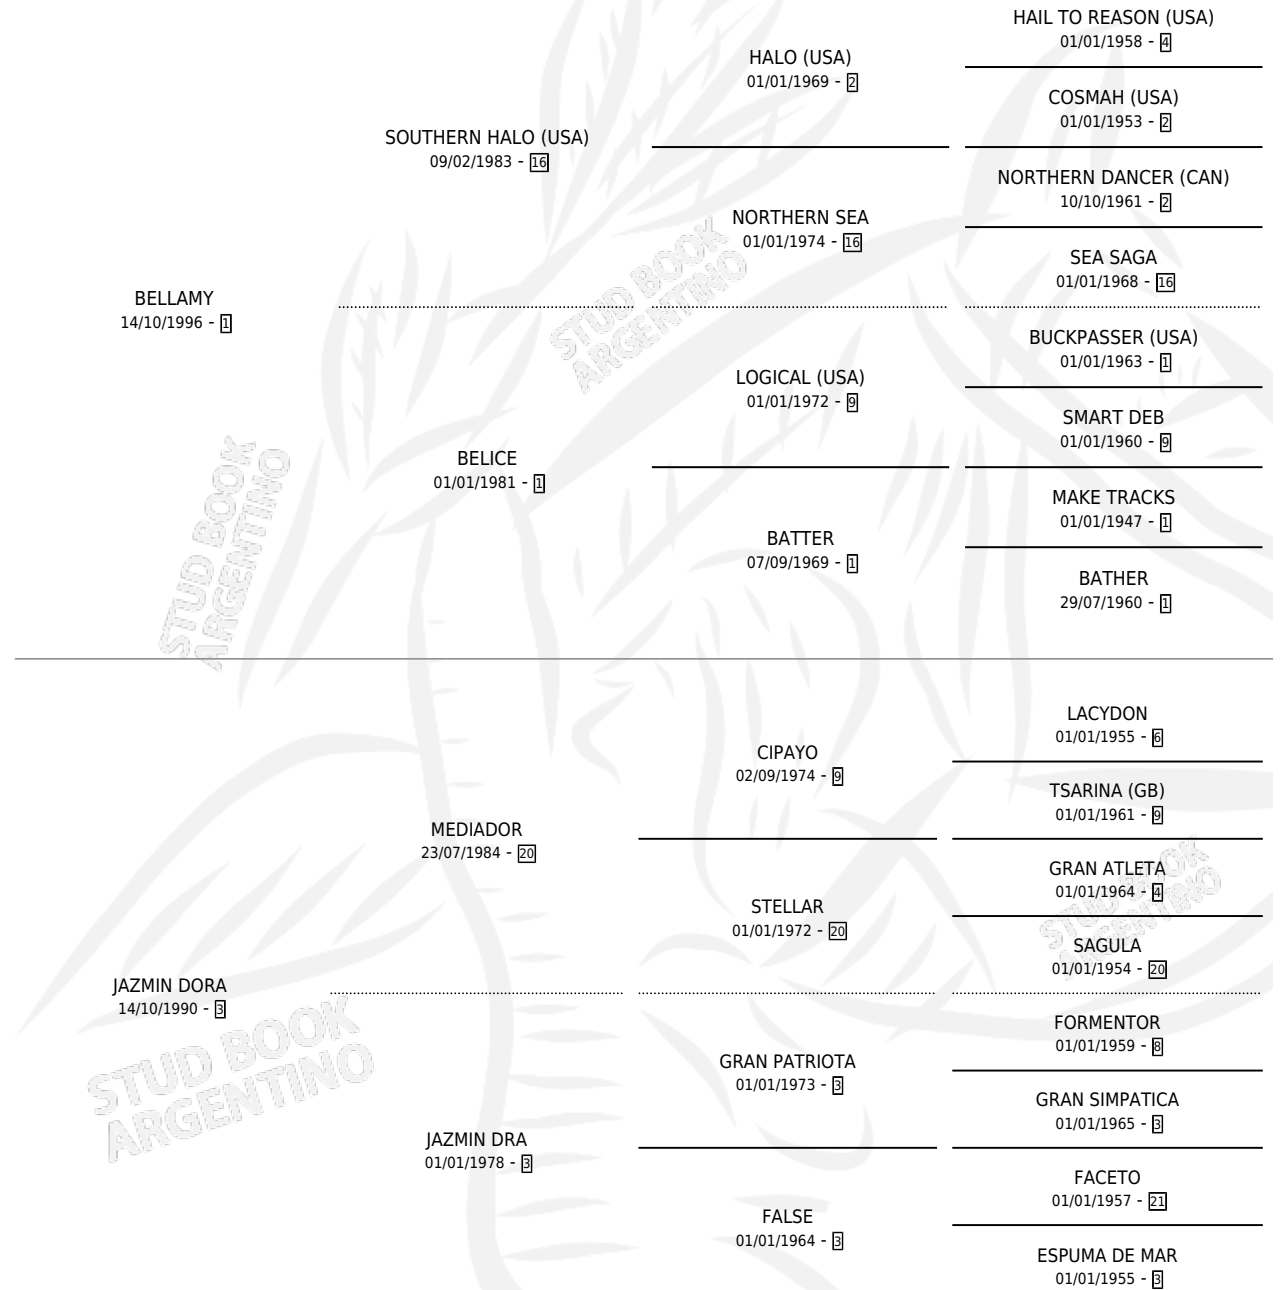 HAIL TO REASON (USA)
01/01/1958 - 4
HALO (USA)
01/01/1969 - 2
COSMAH (USA)
01/01/1953 - 2
SOUTHERN HALO (USA)
09/02/1983 - 16
NORTHERN DANCER (CAN)
10/10/1961 - 2
NORTHERN SEA
01/01/1974 - 16
SEA SAGA
01/01/1968 - 16
BELLAMY
14/10/1996 - 1
BUCKPASSER (USA)
01/01/1963 - 1
LOGICAL (USA)
01/01/1972 - 9
SMART DEB
01/01/1960 - 9
BELICE
01/01/1981 - 1
MAKE TRACKS
01/01/1947 - 1
BATTER
07/09/1969 - 1
BATHER
29/07/1960 - 1
LACYDON
01/01/1955 - 6
CIPAYO
02/09/1974 - 9
TSARINA (GB)
01/01/1961 - 9
MEDIADOR
23/07/1984 - 20
GRAN ATLETA
01/01/1964 - 4
STELLAR
01/01/1972 - 20
SAGULA
01/01/1954 - 20
JAZMIN DORA
14/10/1990 - 3
FORMENTOR
01/01/1959 - 8
GRAN PATRIOTA
01/01/1973 - 3
GRAN SIMPATICA
01/01/1965 - 3
JAZMIN DRA
01/01/1978 - 3
FACETO
01/01/1957 - 21
FALSE
01/01/1964 - 3
ESPUMA DE MAR
01/01/1955 - 3
STUD BOOK
ARGENTINO
STUD BOOK
ARGENTINO
STUD BOOK
ARGENTINO
STUD BOOK
ARGENTINO